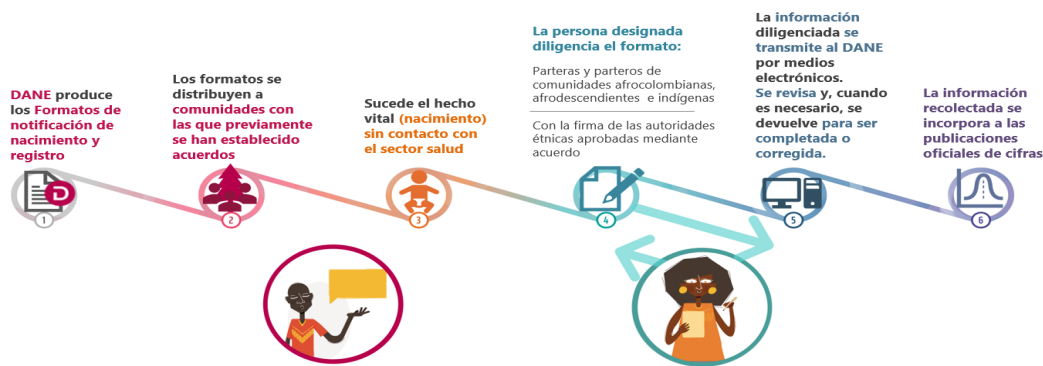 DANE produce
los Formatos de
notificación de
nacimiento y
registro
1
Los formatos se
distribuyen a
comunidades con
las que previamente
se han establecido
acuerdos
2
Sucede el hecho
vital (nacimiento)
sin contacto con
el sector salud
3
La persona designada
diligencia el formato:
Parteras y parteros de
comunidades afrocolombianas,
afrodescendientes e indígenas
Con la firma de las autoridades
étnicas aprobadas mediante
acuerdo
4
La información
diligenciada se
transmite al DANE
por medios
electrónicos.
Se revisa y, cuando
es necesario, se
devuelve para ser
completada o
corregida.
5
La información
recolectada se
incorpora a las
publicaciones
oficiales de cifras
6